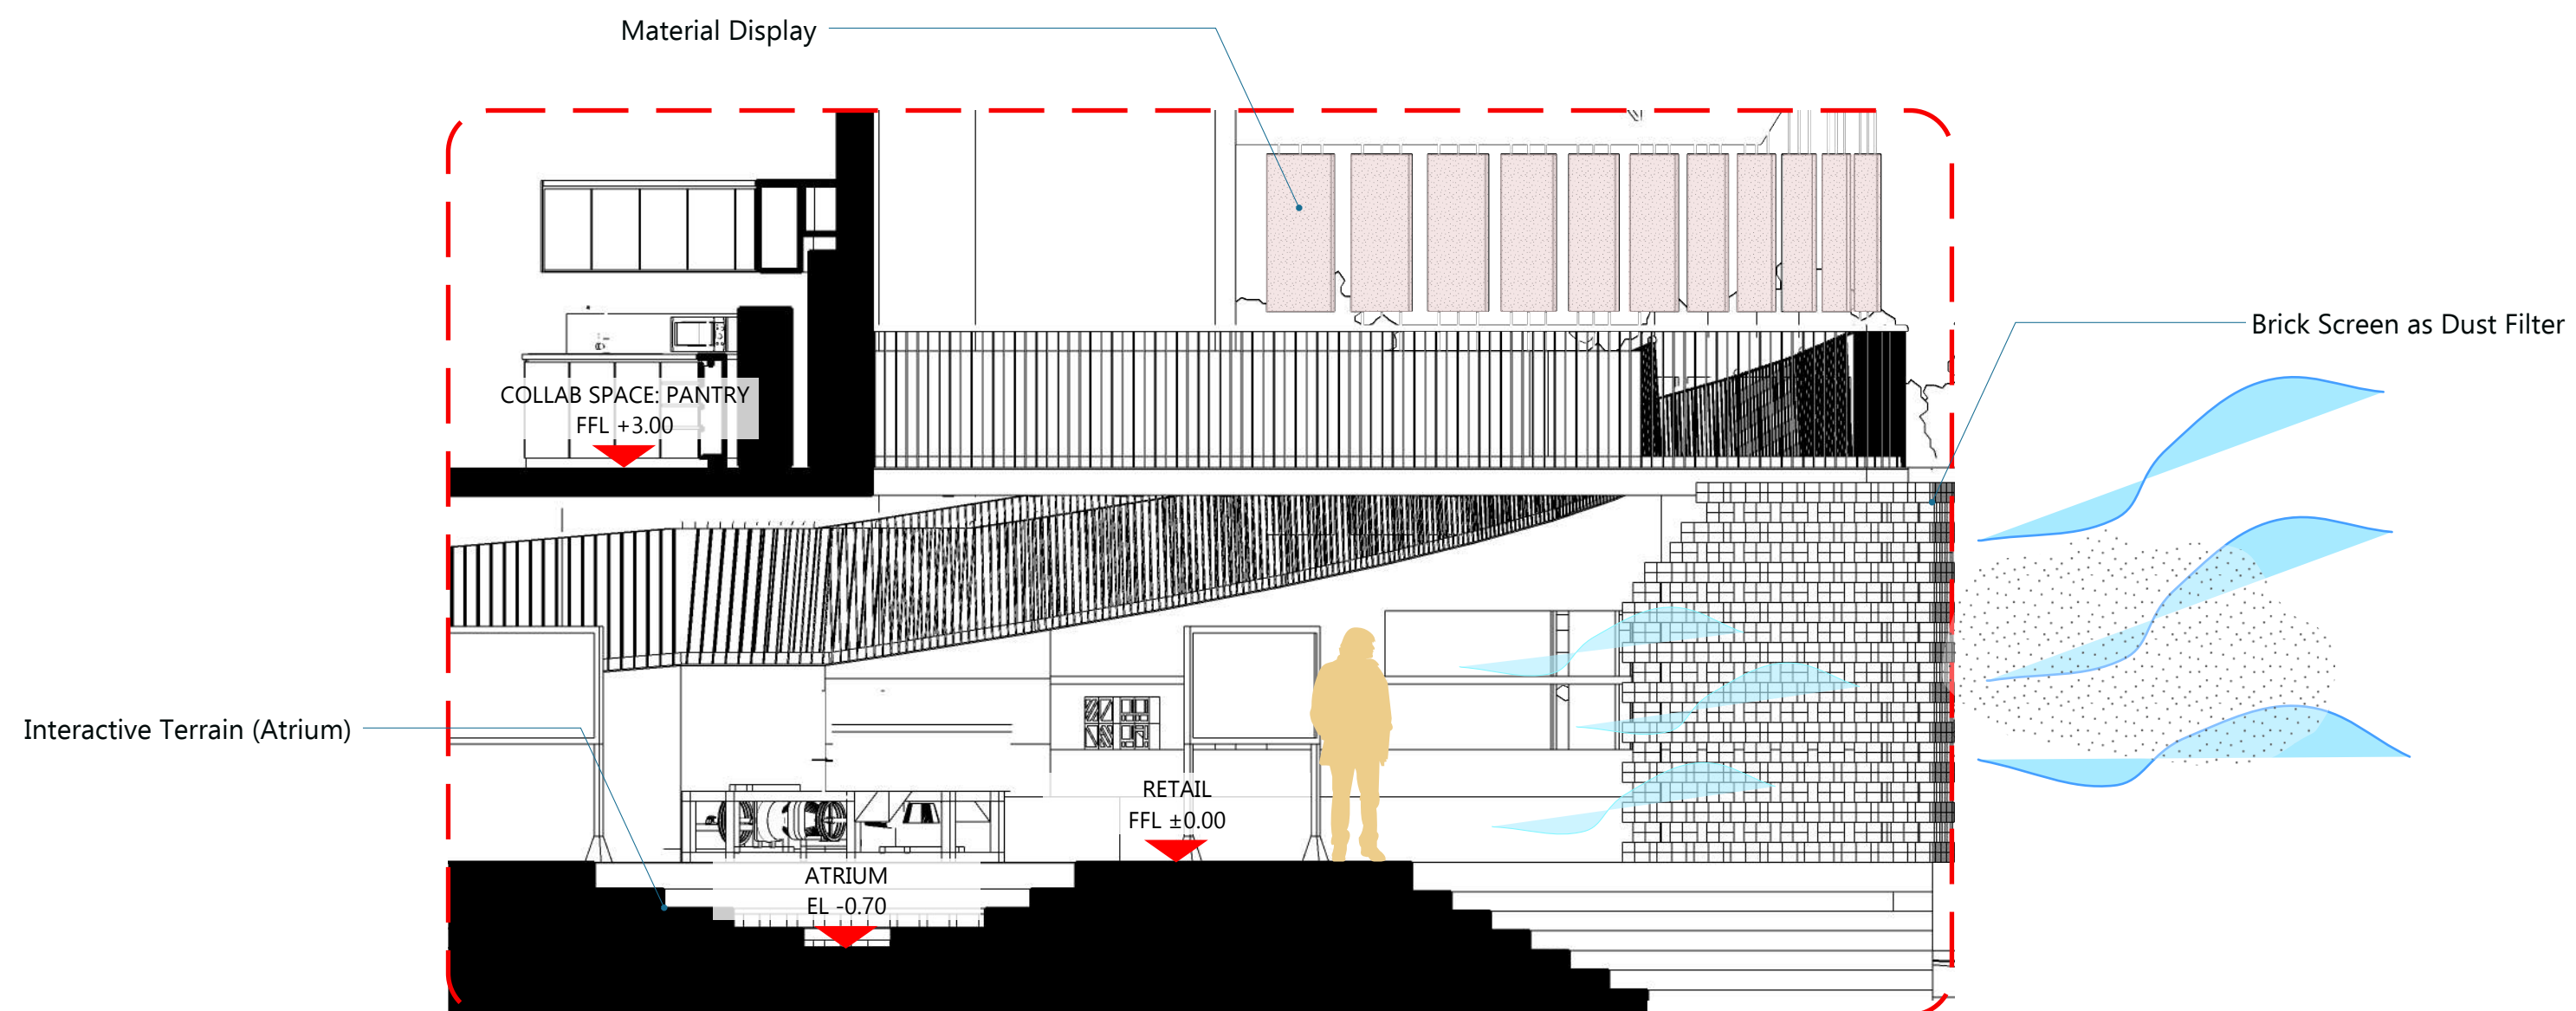 Material Display
Brick Screen as Dust Filter
COLLAB SPACE: PANTRY
FFL +3.00
Interactive Terrain (Atrium)
RETAIL
FFL ±0.00
ATRIUM
EL -0.70